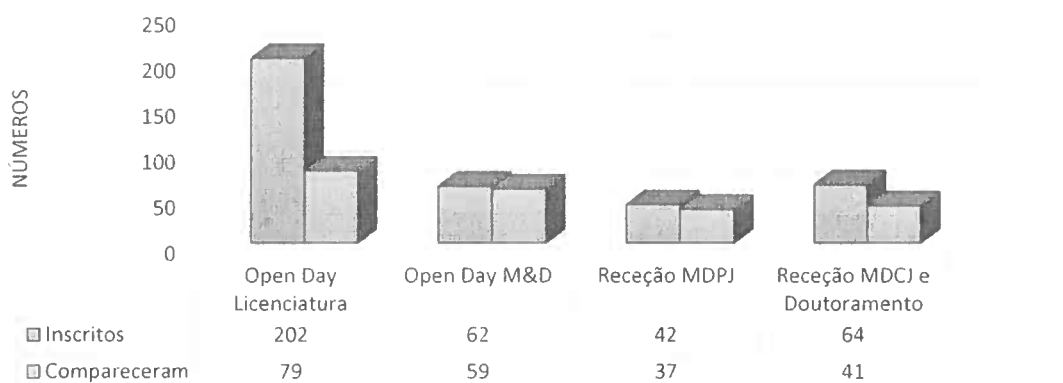 250
200
150
100
50
0
NÚMEROS
Open Day Licenciatura
Open Day M&D
Receção MDPJ
Receção MDCJ e Doutoramento
Inscritos 202 62 42 64
Compareceram 79 59 37 41